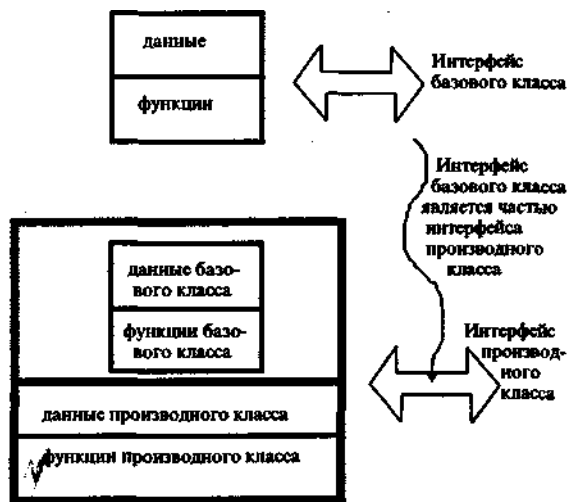 данные
функции
Интерфейс
базового класса
Интерфейс
базового класса
является частью
интерфейса
производного
класса
данные базо-
вого класса
функции базо-
вого класса
Интерфейс
производ-
ного
класса
данные производного класса
функции производного класса